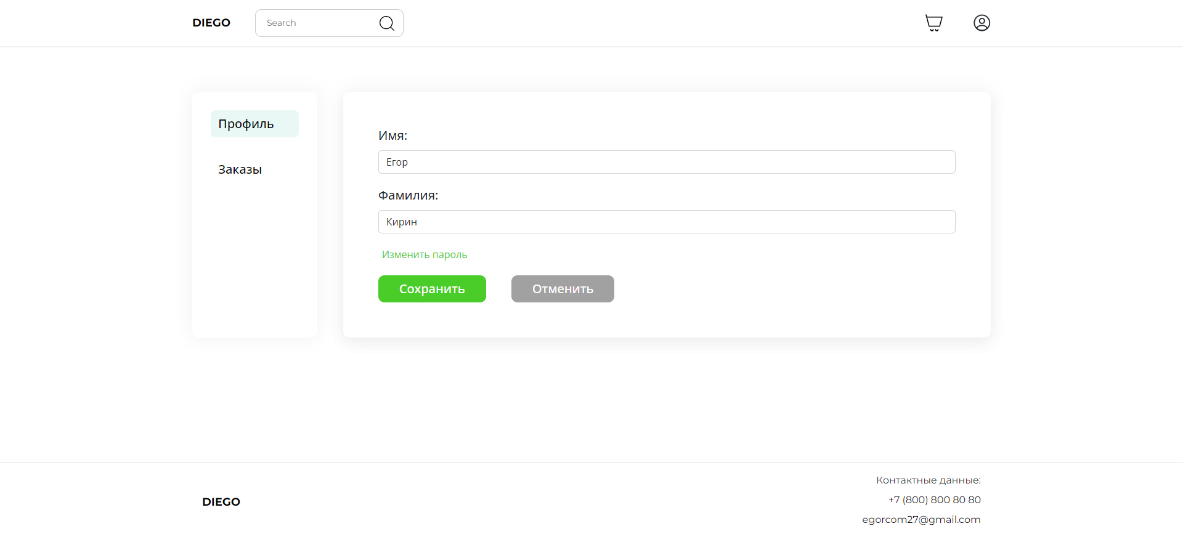 DIEGO
Search
Профиль
Заказы
Имя:
Егор
Фамилия:
Кирин
Изменить пароль
Сохранить
Отменить
DIEGO
Контактные данные:
+7 (800) 800 80 80
egorcom27@gmail.com